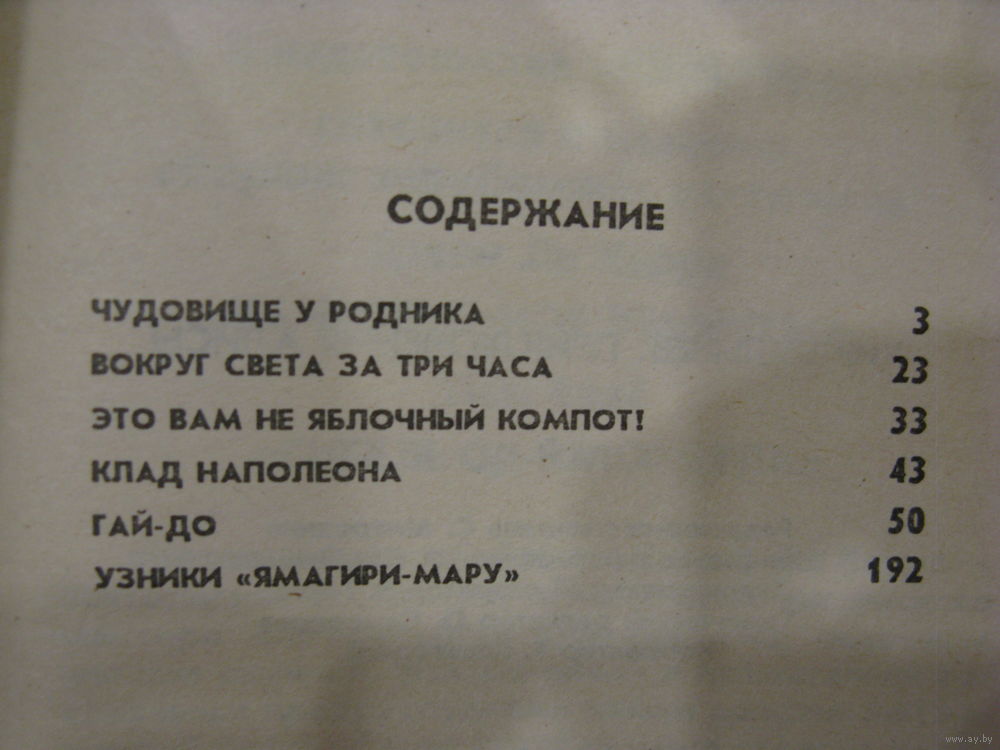 СОДЕРЖАНИЕ
ЧУДОВИЩЕ У РОДНИКА 3
ВОКРУГ СВЕТА ЗА ТРИ ЧАСА 23
ЭТО ВАМ НЕ ЯБЛОЧНЫЙ КОМПОТ! 33
КЛАД НАПОЛЕОНА 43
ГАЙ-ДО 50
УЗНИКИ «ЯМАГИРИ-МАРУ» 192
www.ay.by